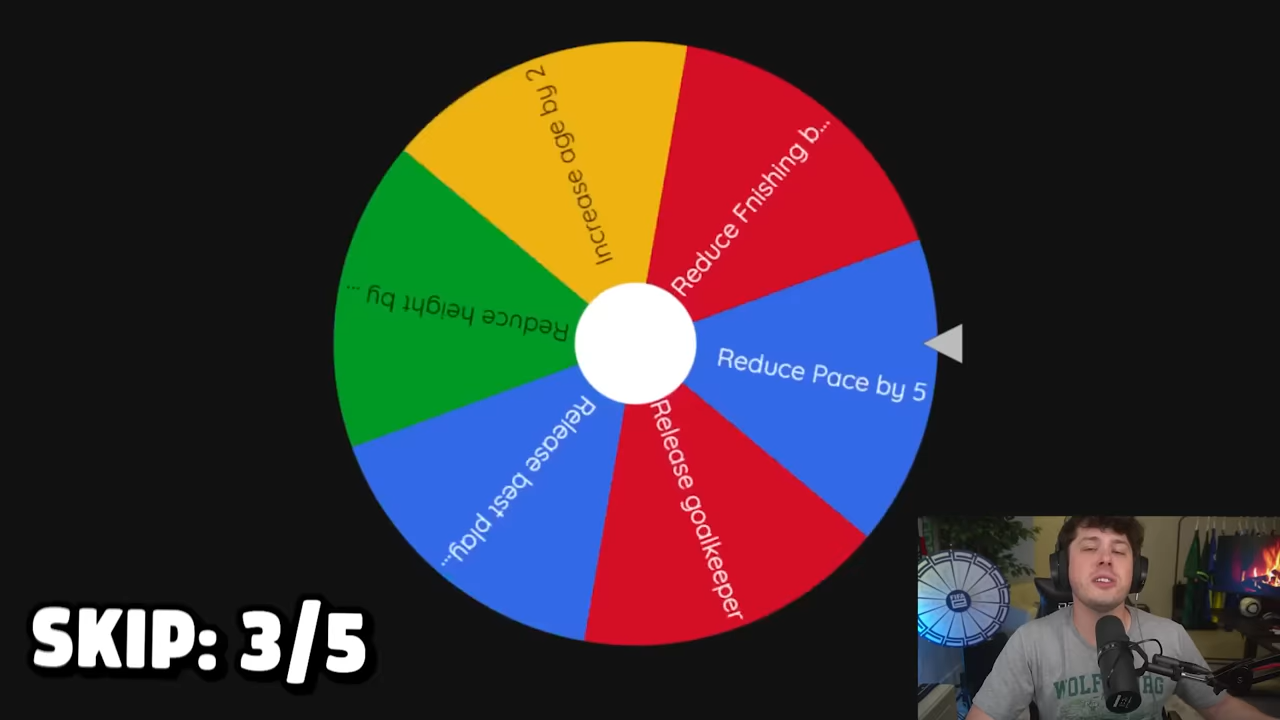 Increase age by 2
Reduce Fnishing b...
Reduce height by ...
Reduce Pace by 5
Release best play...
Release goalkeeper
SKIP: 3/5